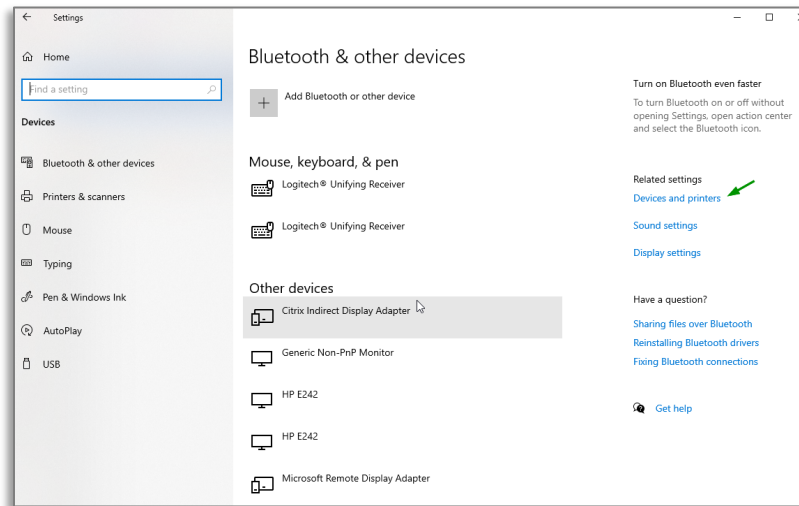 Settings
Home
Find a setting
Devices
Bluetooth & other devices
Printers & scanners
Mouse
Typing
Pen & Windows Ink
AutoPlay
USB
Bluetooth & other devices
Add Bluetooth or other device
Mouse, keyboard, & pen
Logitech® Unifying Receiver
Logitech® Unifying Receiver
Other devices
Citrix Indirect Display Adapter
Generic Non-PnP Monitor
HP E242
HP E242
Microsoft Remote Display Adapter
Turn on Bluetooth even faster
To turn Bluetooth on or off without
opening Settings, open action center
and select the Bluetooth icon.
Related settings
Devices and printers
Sound settings
Display settings
Have a question?
Sharing files over Bluetooth
Reinstalling Bluetooth drivers
Fixing Bluetooth connections
Get help